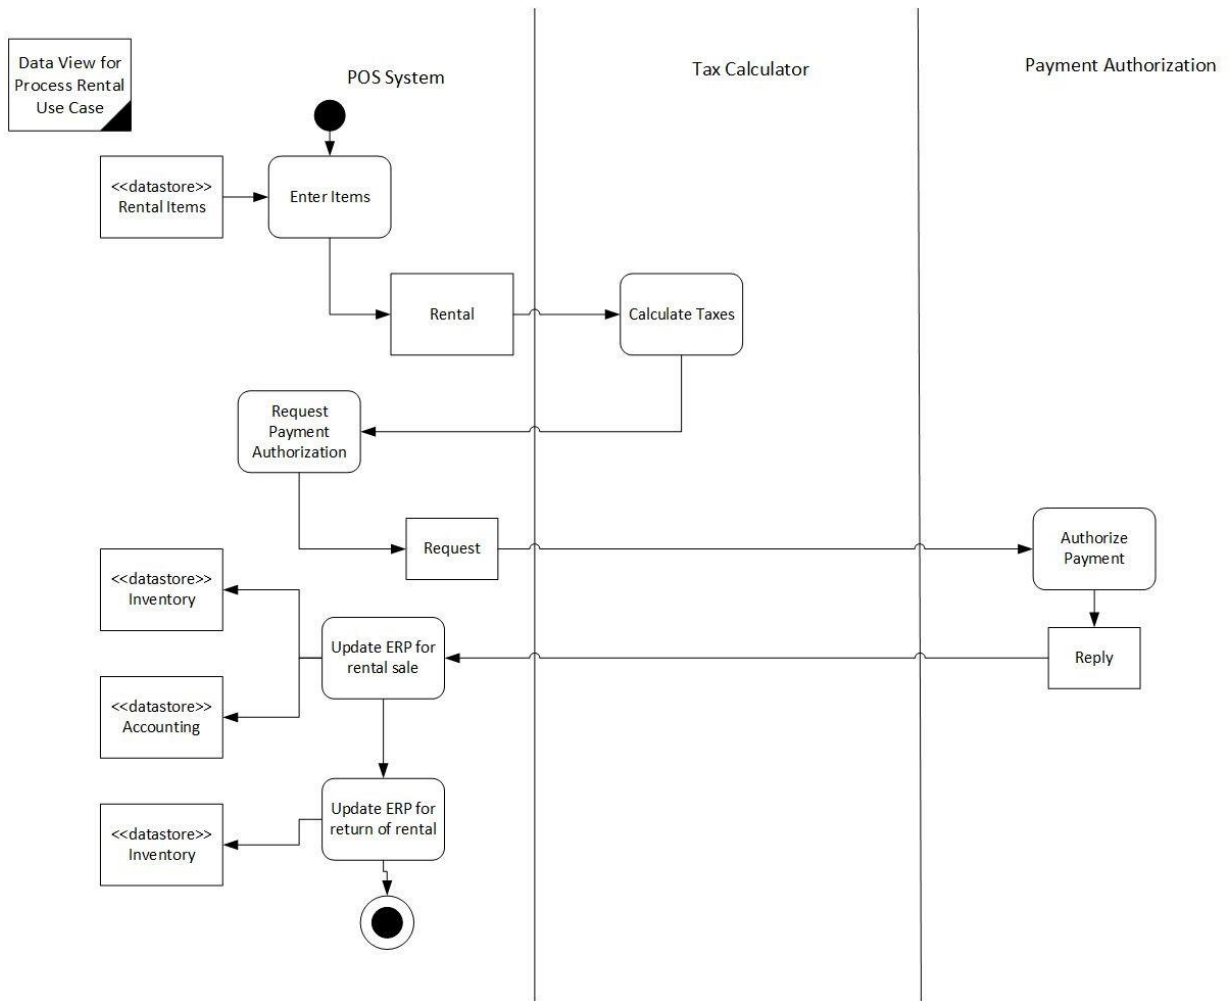 Data View for
Process Rental
Use Case
POS System
Tax Calculator
Payment Authorization
<<datastore>>
Rental Items
Enter Items
Rental
Calculate Taxes
Request
Payment
Authorization
Request
Authorize
Payment
<<datastore>>
Inventory
Update ERP for
rental sale
Reply
<<datastore>>
Accounting
Update ERP for
return of rental
<<datastore>>
Inventory